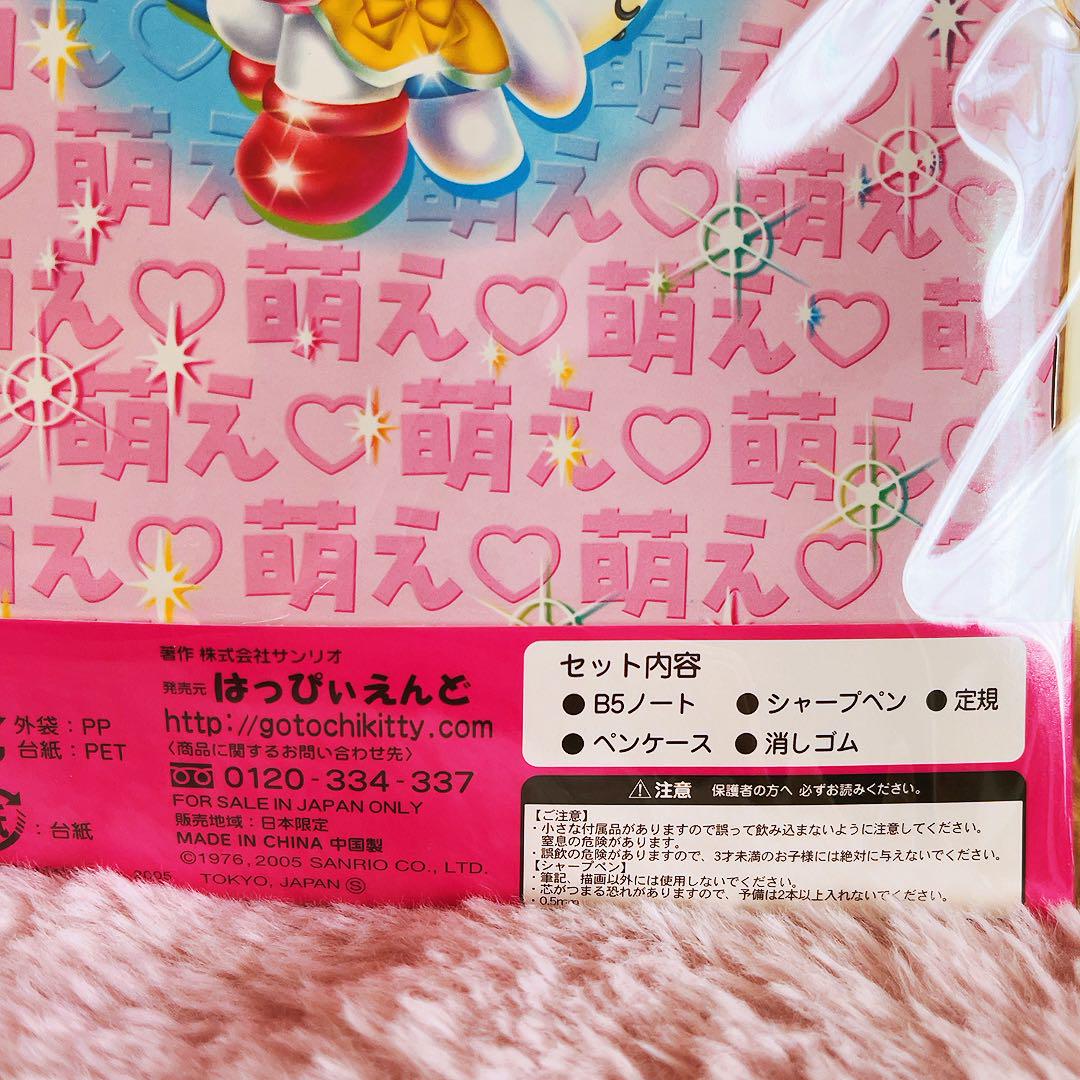 萌え♡萌え
萌え 萌え♡萌え
え♡萌え♡萌え♡萌
萌え♡萌え♡萌え
え♡萌え♡萌え♡
著作 株式会社サンリオ
発売元 はっぴぃえんど
http://gotochikitty.com
〈商品に関するお問い合わせ先〉
0120-334-337
FOR SALE IN JAPAN ONLY
販売地域：日本限定
MADE IN CHINA 中国製
©1976, 2005 SANRIO CO., LTD.
TOKYO, JAPAN Ⓢ
外袋：PP
台紙：PET
：台紙
セット内容
●B5ノート ●シャープペン ●定規
●ペンケース ●消しゴム
⚠注意 保護者の方へ 必ずお読みください。
【ご注意】
・小さな付属品がありますので誤って飲み込まないように注意してください。
窒息の危険があります。
・誤飲の危険がありますので、3才未満のお子様には絶対に与えないでください。
【シャープペン】
・筆記、描画以外には使用しないでください。
・芯がつまる恐れがありますので、予備は2本以上入れないでください。
・0.5mm